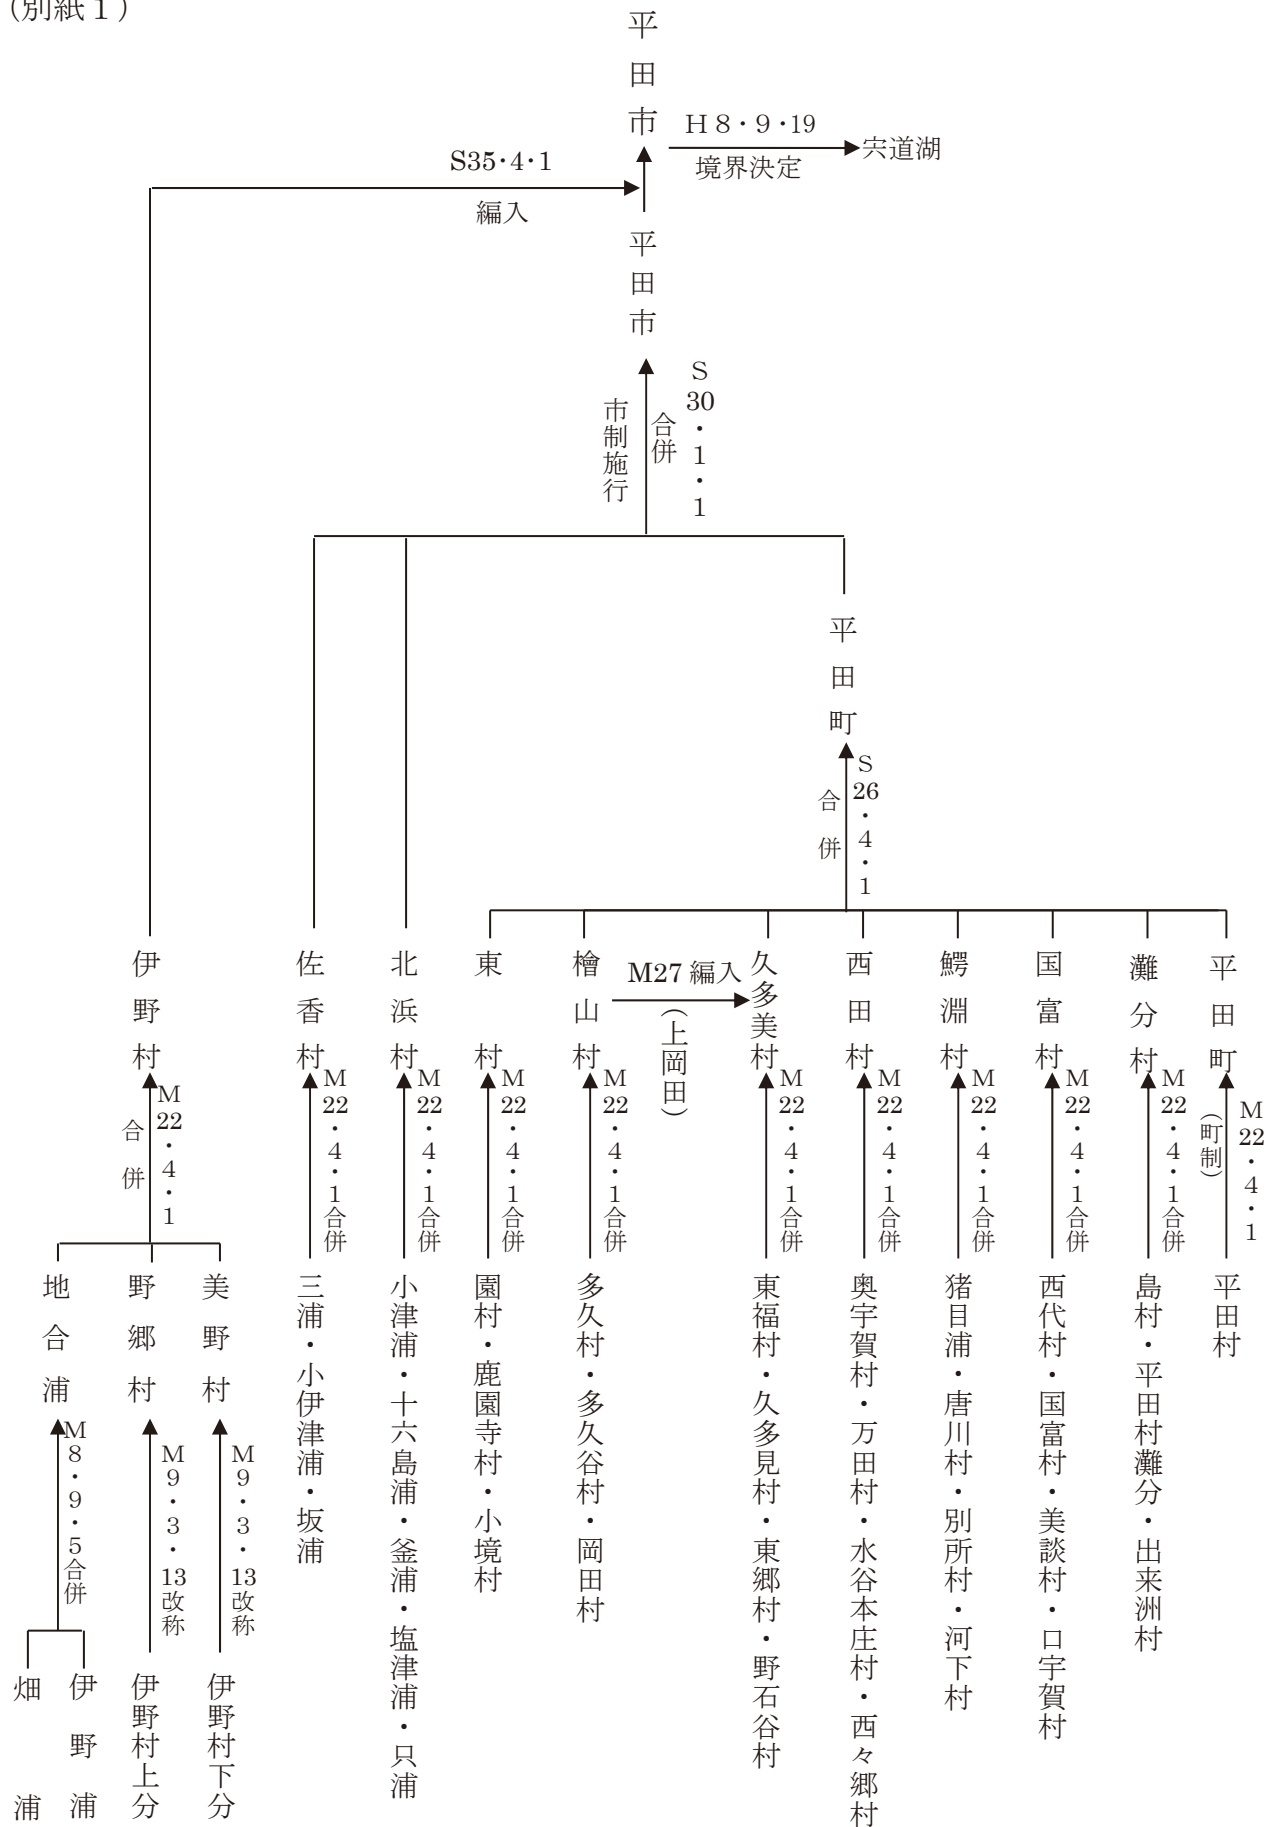 （別紙１）
平田市
H８・９・19
境界決定
宍道湖
S35・4・1
編入
平田市
S30・1・1
合併
市制施行
平田町
S26・4・1
合併
伊野村
佐香村
北浜村
東村
檜山村
M27 編入
（上岡田）
久多美村
西田村
鰐淵村
国富村
灘分村
平田町
M22・4・1
合併
M22・4・1合併
M22・4・1合併
M22・4・1合併
M22・4・1合併
M22・4・1合併
M22・4・1合併
M22・4・1合併
M22・4・1合併
M22・4・1合併
M22・4・1
（町制）
地合浦
野郷村
美野村
三浦・小伊津浦・坂浦
小津浦・十六島浦・釜浦・塩津浦・只浦
園村・鹿園寺村・小境村
多久村・多久谷村・岡田村
東福村・久多見村・東郷村・野石谷村
奥宇賀村・万田村・水谷本庄村・西々郷村
猪目浦・唐川村・別所村・河下村
西代村・国富村・美談村・口宇賀村
島村・平田村灘分・出来洲村
平田村
M8・9・5合併
M9・3・13改称
M9・3・13改称
畑浦
伊野浦
伊野村上分
伊野村下分